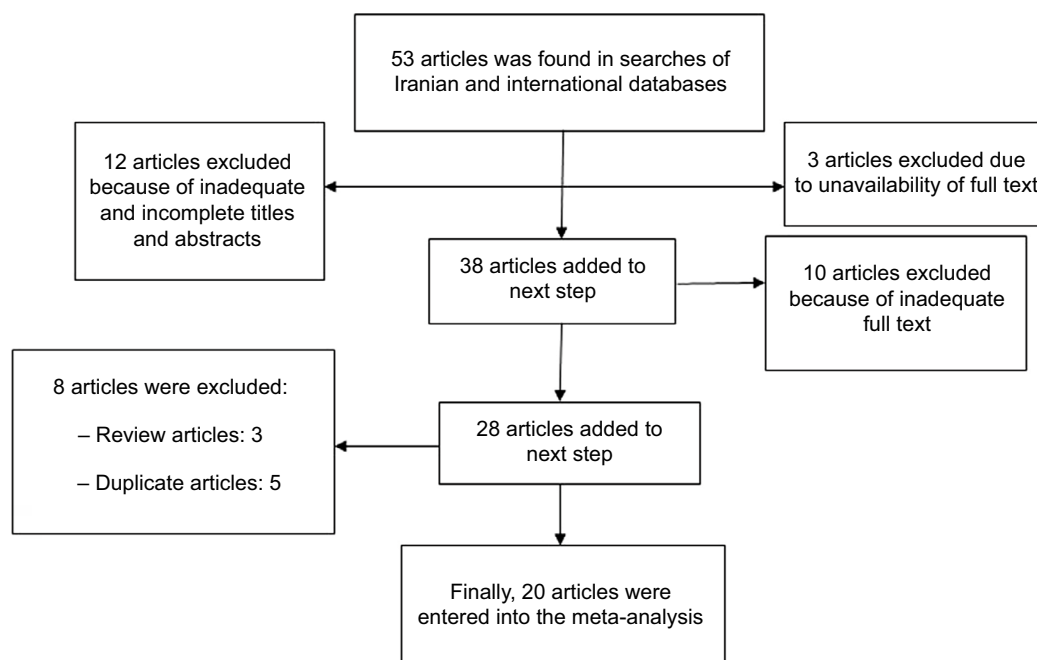 53 articles was found in searches of
Iranian and international databases
12 articles excluded
because of inadequate
and incomplete titles
and abstracts
3 articles excluded due
to unavailability of full text
38 articles added to
next step
10 articles excluded
because of inadequate
full text
8 articles were excluded:
– Review articles: 3
– Duplicate articles: 5
28 articles added to
next step
Finally, 20 articles were
entered into the meta-analysis